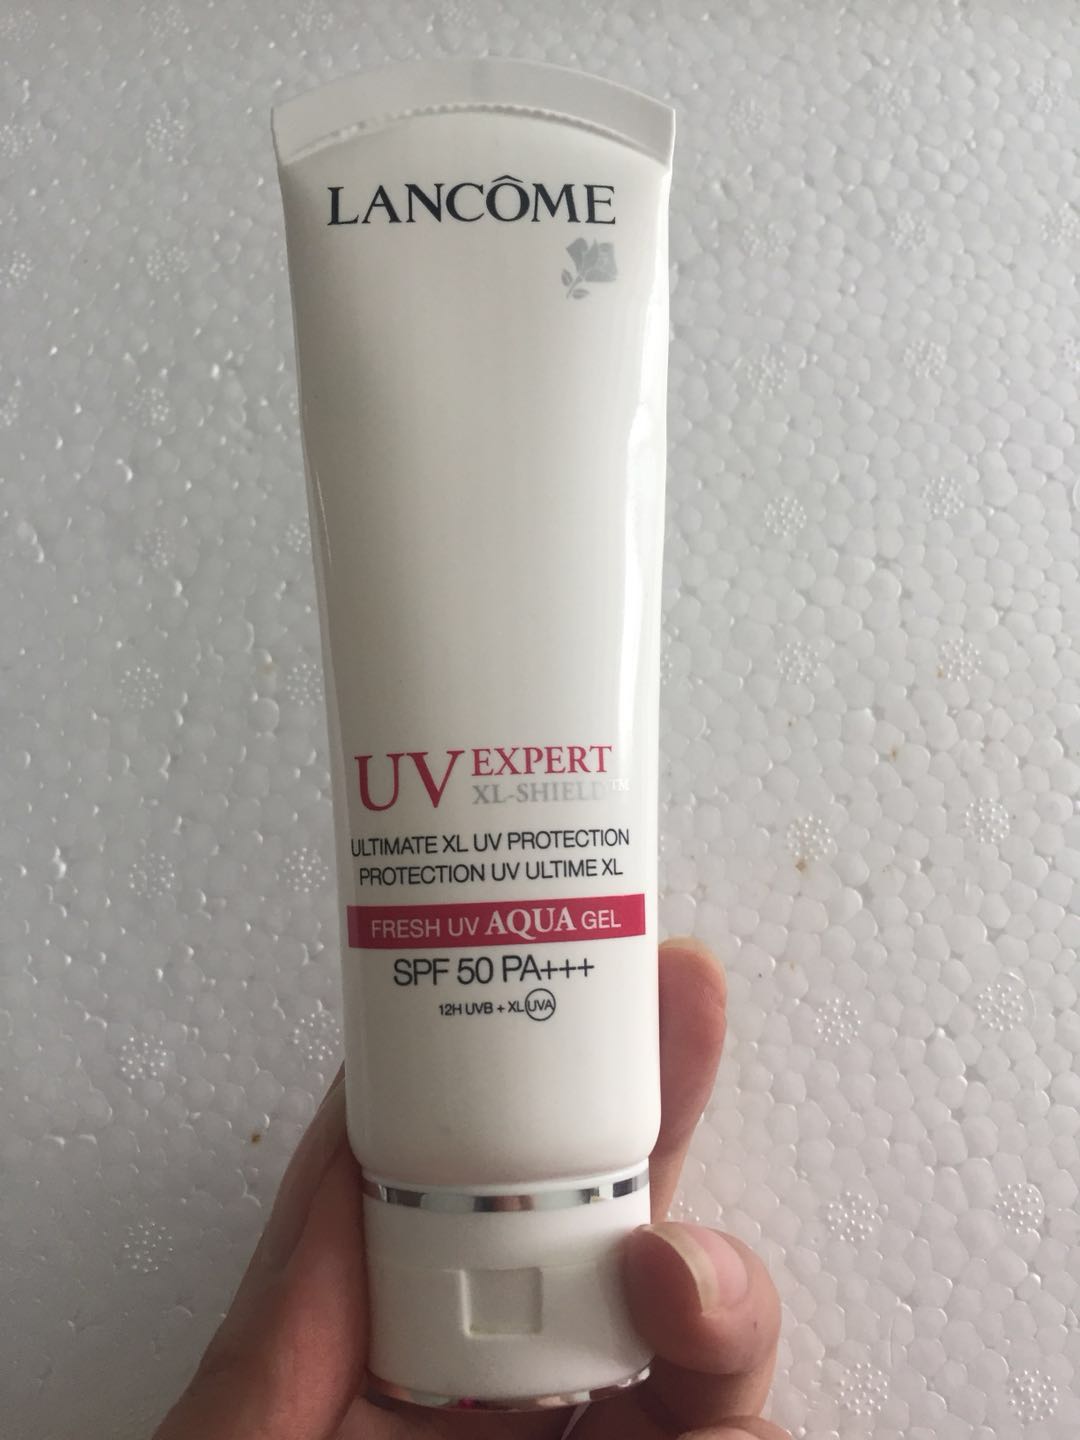 LANCÔME
UV EXPERT
XL-SHIELD™
ULTIMATE XL UV PROTECTION
PROTECTION UV ULTIME XL
FRESH UV AQUA GEL
SPF 50 PA+++
12H UVB + XL UVA